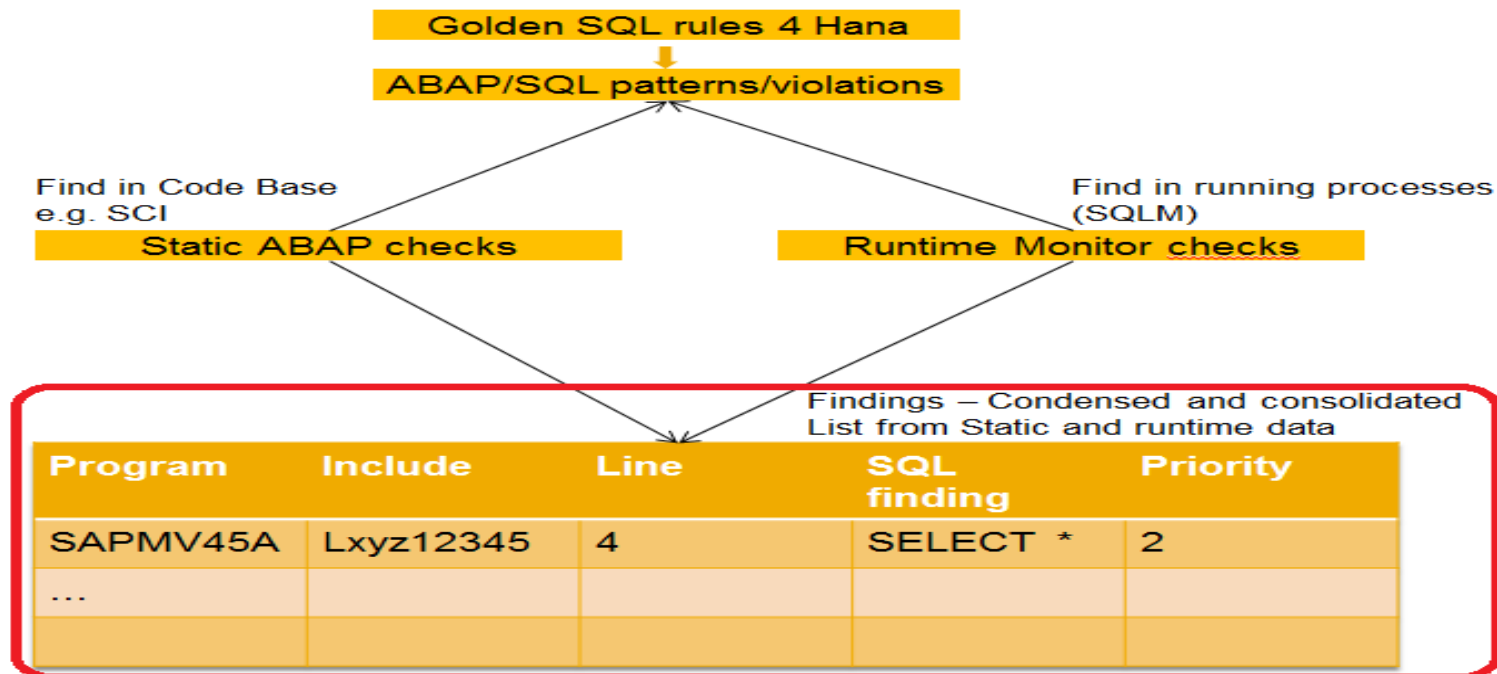 Golden SQL rules 4 Hana
ABAP/SQL patterns/violations
Find in Code Base
e.g. SCI
Find in running processes
(SQLM)
Static ABAP checks
Runtime Monitor checks
Findings – Condensed and consolidated
List from Static and runtime data
Program Include Line SQL finding Priority
SAPMV45A Lxyz12345 4 SELECT * 2
...